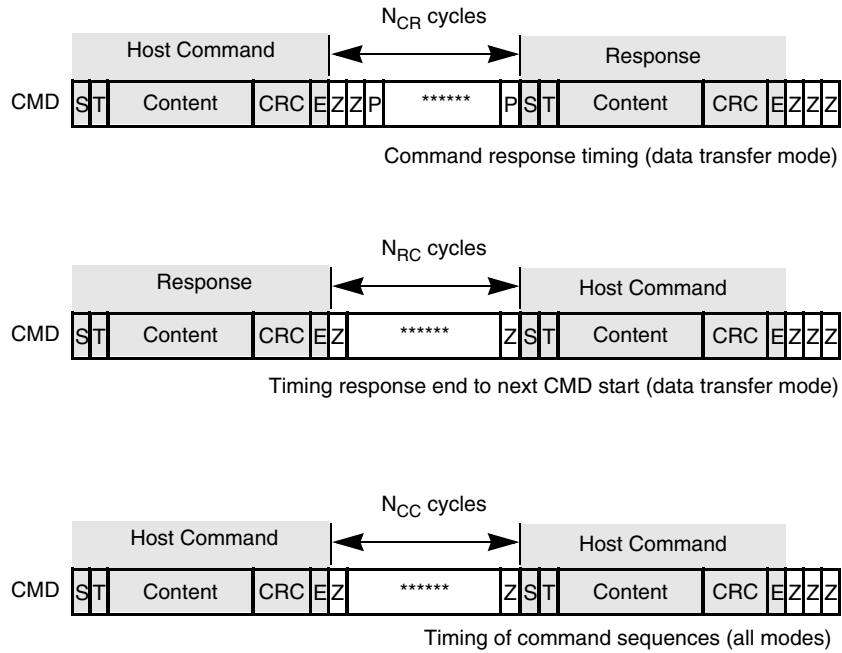 N_CR cycles
Host Command Response
CMD S T Content CRC E Z Z P ****** P S T Content CRC E Z Z Z
Command response timing (data transfer mode)
N_RC cycles
Response Host Command
CMD S T Content CRC E Z ****** Z S T Content CRC E Z Z Z
Timing response end to next CMD start (data transfer mode)
N_CC cycles
Host Command Host Command
CMD S T Content CRC E Z ****** Z S T Content CRC E Z Z Z
Timing of command sequences (all modes)